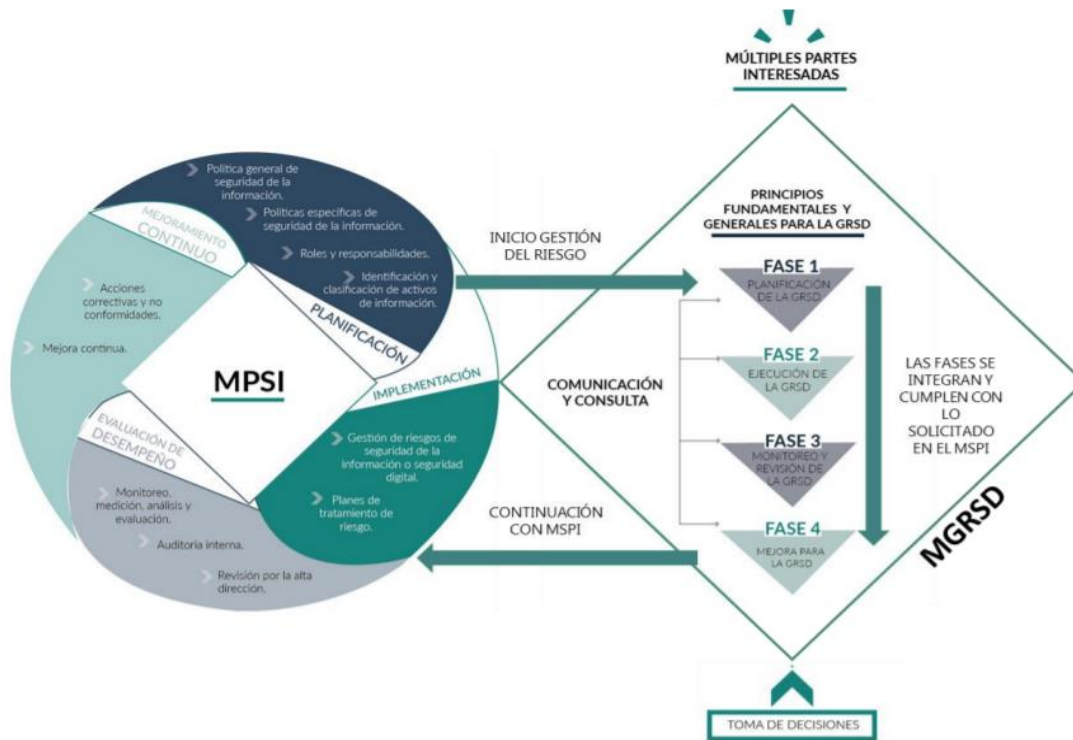 MÚLTIPLES PARTES
INTERESADAS
Política general de
seguridad de la
información.
Políticas específicas de
seguridad de la información.
Roles y responsabilidades.
Identificación y
clasificación de activos
de información.
PLANIFICACIÓN
MEJORAMIENTO
CONTINUO
Acciones
correctivas y no
conformidades.
Mejora continua.
MPSI
IMPLEMENTACIÓN
Gestión de riesgos de
seguridad de la
información o seguridad
digital.
Planes de
tratamiento de
riesgo.
EVALUACIÓN DE
DESEMPEÑO
Monitoreo,
medición, análisis y
evaluación.
Auditoría interna.
Revisión por la alta
dirección.
INICIO GESTIÓN
DEL RIESGO
CONTINUACIÓN
CON MSPI
PRINCIPIOS
FUNDAMENTALES Y
GENERALES PARA LA GRSD
COMUNICACIÓN
Y CONSULTA
FASE 1
PLANIFICACIÓN
DE LA GRSD
FASE 2
EJECUCIÓN DE
LA GRSD
FASE 3
MONITOREO Y
REVISIÓN DE
LA GRSD
FASE 4
MEJORA PARA
LA GRSD
LAS FASES SE
INTEGRAN Y
CUMPLEN CON
LO
SOLICITADO
EN EL MSPI
MGRSD
TOMA DE DECISIONES